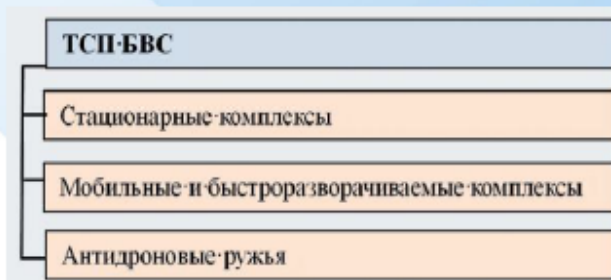 ТСП·БВС
Стационарные·комплексы
Мобильные·и·быстроразворачиваемые·комплексы
Антидроновые·ружья